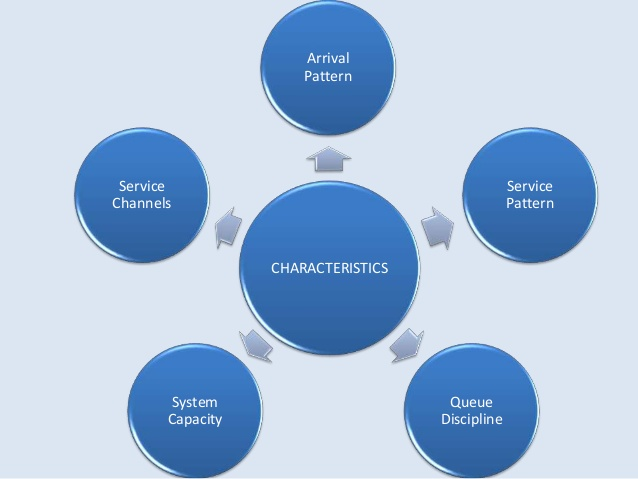 Arrival
Pattern
Service
Pattern
Queue
Discipline
System
Capacity
Service
Channels
CHARACTERISTICS